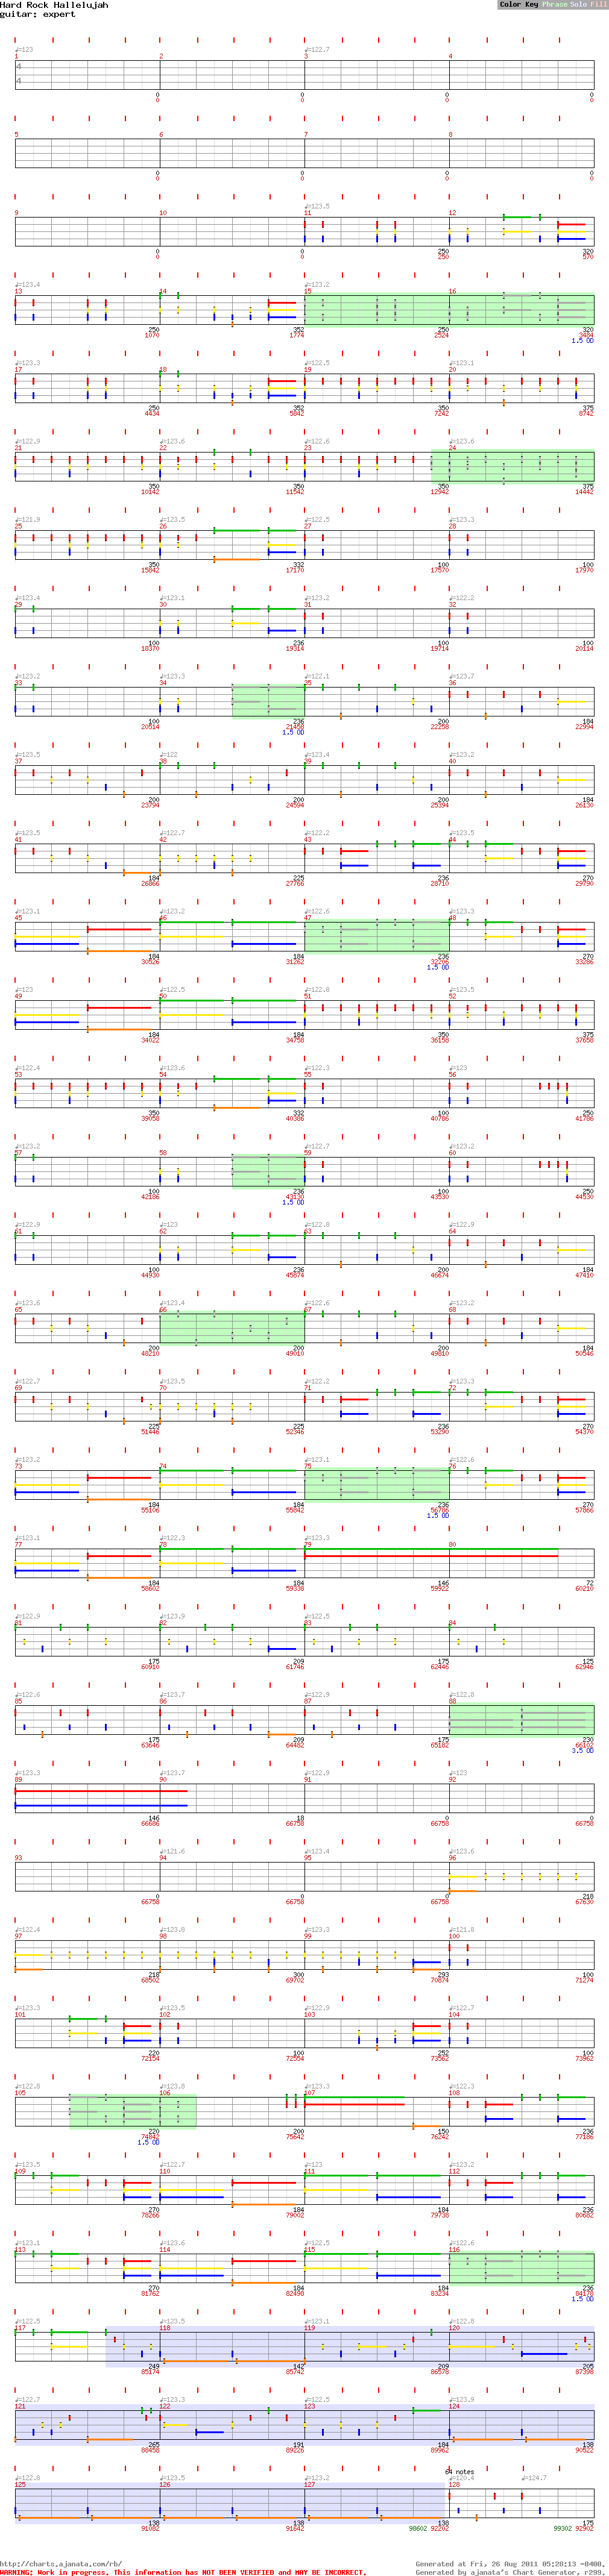 Hard Rock Hallelujah
guitar: expert
Color Key Phrase Solo Fill
♩=123 ♩=122.7
1 2 3 4
4
4
0 0 0 0
0 0 0 0
5 6 7 8
0 0 0 0
0 0 0 0
♩=123.5
9 10 11 12
0 0 250 320
0 0 250 570
♩=123.4 ♩=123.2
13 14 15 16
250 352 250 320
1070 1774 2524 3484
1.5 OD
♩=123.3 ♩=122.5 ♩=123.1
17 18 19 20
250 352 350 375
4434 5842 7242 8742
♩=122.9 ♩=123.6 ♩=122.6 ♩=123.6
21 22 23 24
350 350 350 375
10142 11542 12942 14442
♩=121.9 ♩=123.5 ♩=122.5 ♩=123.3
25 26 27 28
350 332 100 100
15842 17170 17570 17970
♩=123.4 ♩=123.1 ♩=123.2 ♩=122.2
29 30 31 32
100 236 100 100
18370 19314 19714 20114
♩=123.2 ♩=123.3 ♩=122.1 ♩=123.7
33 34 35 36
100 236 200 184
20514 21458 22258 22994
1.5 OD
♩=123.5 ♩=122 ♩=123.4 ♩=123.2
37 38 39 40
200 200 200 184
23794 24594 25394 26130
♩=123.5 ♩=122.7 ♩=122.2 ♩=123.5
41 42 43 44
184 225 236 270
26866 27766 28710 29790
♩=123.1 ♩=123.2 ♩=122.6 ♩=123.3
45 46 47 48
184 184 236 270
30526 31262 32206 33286
1.5 OD
♩=123 ♩=122.5 ♩=122.8 ♩=123.5
49 50 51 52
184 184 350 375
34022 34758 36158 37658
♩=122.4 ♩=123.6 ♩=122.3 ♩=123
53 54 55 56
350 332 100 250
39058 40386 40786 41786
♩=123.2 ♩=122.7 ♩=123.2
57 58 59 60
100 236 100 250
42186 43130 43530 44530
1.5 OD
♩=122.9 ♩=123 ♩=122.8 ♩=122.9
61 62 63 64
100 236 200 184
44930 45874 46674 47410
♩=123.6 ♩=123.4 ♩=122.6 ♩=123.2
65 66 67 68
200 200 200 184
48210 49010 49810 50546
♩=122.7 ♩=123.5 ♩=122.2 ♩=123.3
69 70 71 72
225 225 236 270
51446 52346 53290 54370
♩=123.2 ♩=123.1 ♩=122.6
73 74 75 76
184 184 236 270
55106 55842 56786 57866
1.5 OD
♩=123.1 ♩=122.3 ♩=123.3
77 78 79 80
184 184 146 72
58602 59338 59922 60210
♩=122.9 ♩=123.9 ♩=122.5
81 82 83 84
175 209 175 125
60910 61746 62446 62946
♩=122.6 ♩=123.7 ♩=122.9 ♩=122.8
85 86 87 88
175 209 175 230
63646 64482 65182 66102
3.5 OD
♩=123.3 ♩=123.7 ♩=122.9 ♩=123
89 90 91 92
146 18 0 0
66686 66758 66758 66758
♩=121.6 ♩=123.4 ♩=123.6
93 94 95 96
0 0 0 218
66758 66758 66758 67630
♩=122.4 ♩=123.8 ♩=123.3 ♩=121.8
97 98 99 100
218 300 293 100
68502 69702 70874 71274
♩=123.3 ♩=123.5 ♩=122.9 ♩=122.7
101 102 103 104
220 100 252 100
72154 72554 73562 73962
♩=122.8 ♩=123.8 ♩=123.3 ♩=122.3
105 106 107 108
220 200 150 236
74842 75642 76242 77186
1.5 OD
♩=123.5 ♩=122.7 ♩=123 ♩=123.2
109 110 111 112
270 184 184 236
78266 79002 79738 80682
♩=123.1 ♩=123.6 ♩=122.5 ♩=122.6
113 114 115 116
270 184 184 236
81762 82498 83234 84178
1.5 OD
♩=122.5 ♩=123.5 ♩=123.1 ♩=122.8
117 118 119 120
249 142 209 205
85174 85742 86578 87398
♩=122.7 ♩=123.3 ♩=122.5 ♩=123.9
121 122 123 124
265 191 184 138
88458 89226 89962 90522
64 notes
♩=122.8 ♩=123.6 ♩=123.2 ♩=120.4 ♩=124.7
125 126 127 128
138 138 138 175
91082 91642 98602 92202 99302 92902
http://charts.ajanata.com/rb/
Generated at Fri, 26 Aug 2011 05:28:13 -0400.
WARNING: Work in progress. This information has NOT BEEN VERIFIED and MAY BE INCORRECT.
Generated by ajanata's Chart Generator, r299.